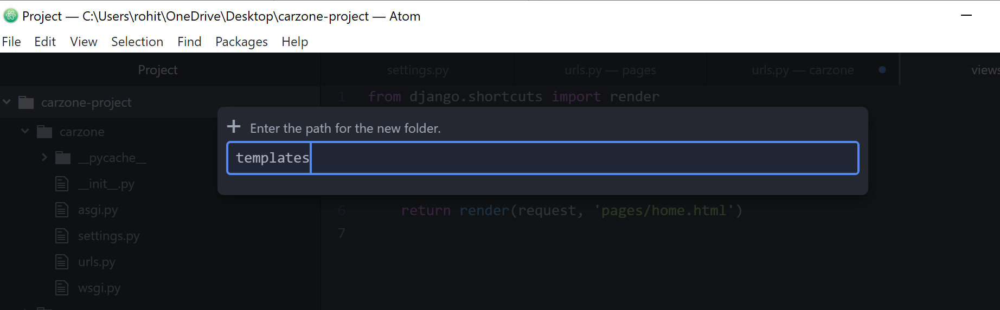 Project — C:\Users\rohit\OneDrive\Desktop\carzone-project — Atom
File Edit View Selection Find Packages Help
Project
settings.py
urls.py — pages
urls.py — carzone
views
carzone-project
carzone
__pycache__
__init__.py
asgi.py
settings.py
urls.py
wsgi.py
1 from django.shortcuts import render
Enter the path for the new folder.
templates
6 return render(request, 'pages/home.html')
7